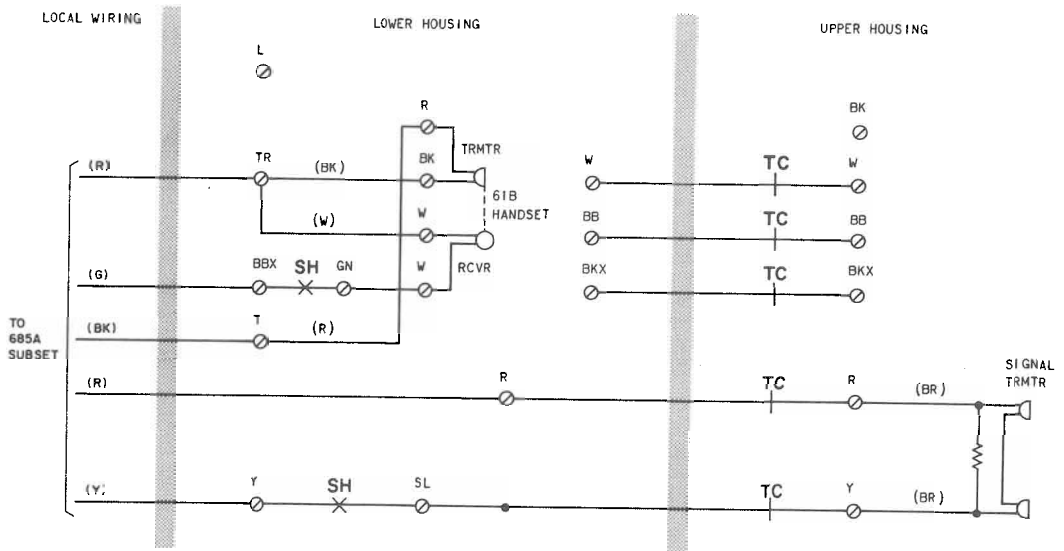 LOCAL WIRING
LOWER HOUSING
UPPER HOUSING
L
R
BK
(R)
TR
(BK)
BK
TRMTR
W
TC
W
61B
HANDSET
(W)
W
BB
TC
BB
(G)
BBX
SH
GN
W
RCVR
BKX
TC
BKX
TO
685A
SUBSET
(BK)
T
(R)
SIGNAL
TRMTR
(R)
R
TC
R
(BR)
(Y)
Y
SH
SL
TC
Y
(BR)